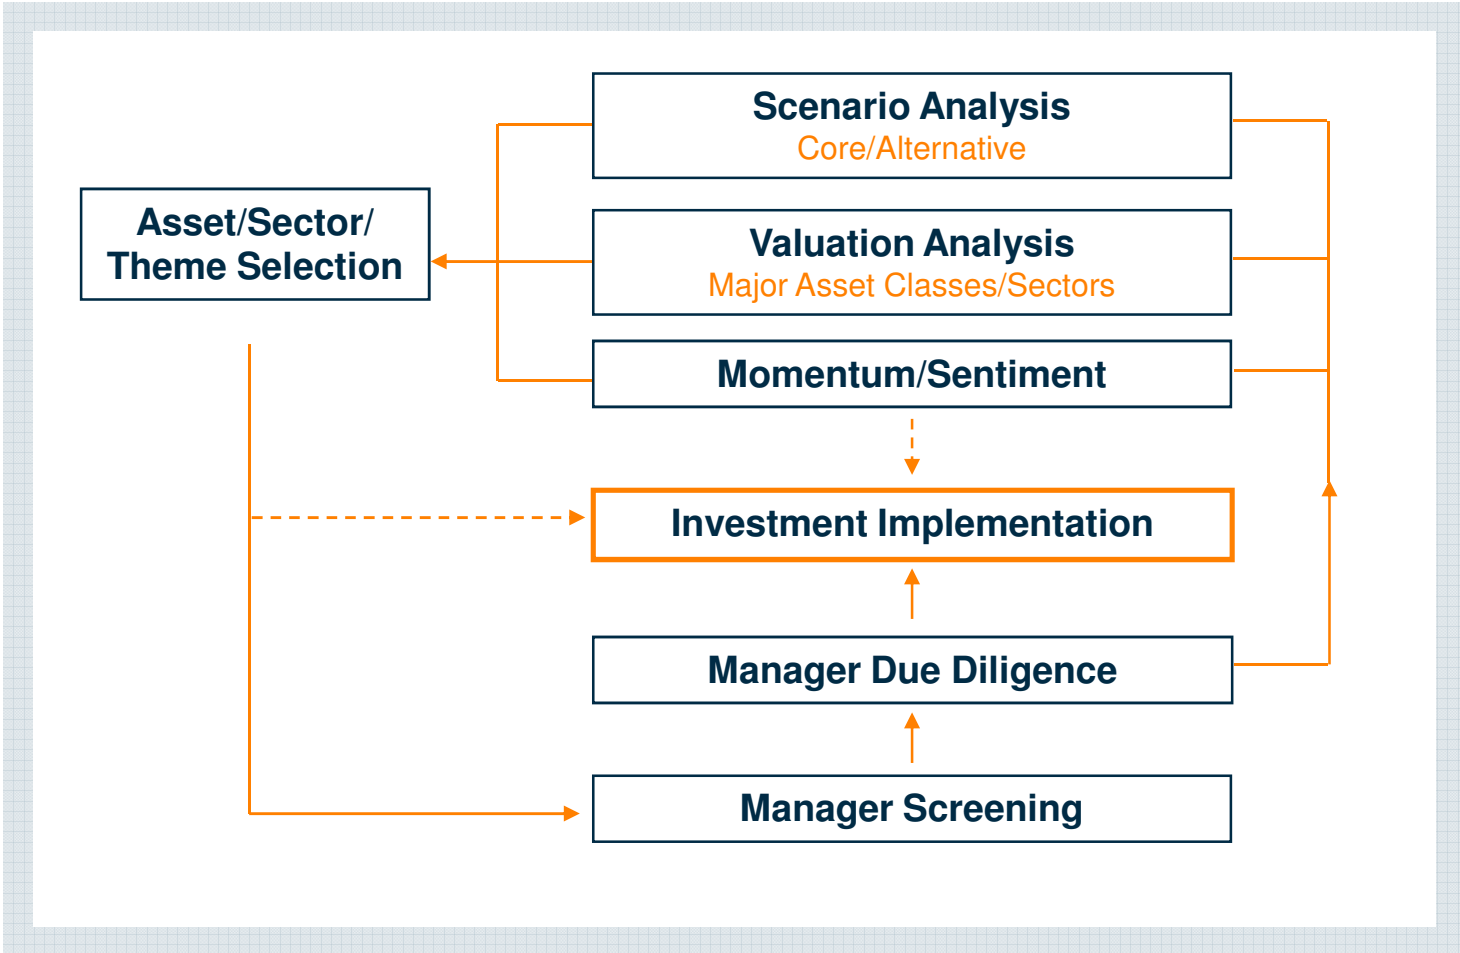 Scenario Analysis
Core/Alternative
Asset/Sector/
Theme Selection
Valuation Analysis
Major Asset Classes/Sectors
Momentum/Sentiment
Investment Implementation
Manager Due Diligence
Manager Screening